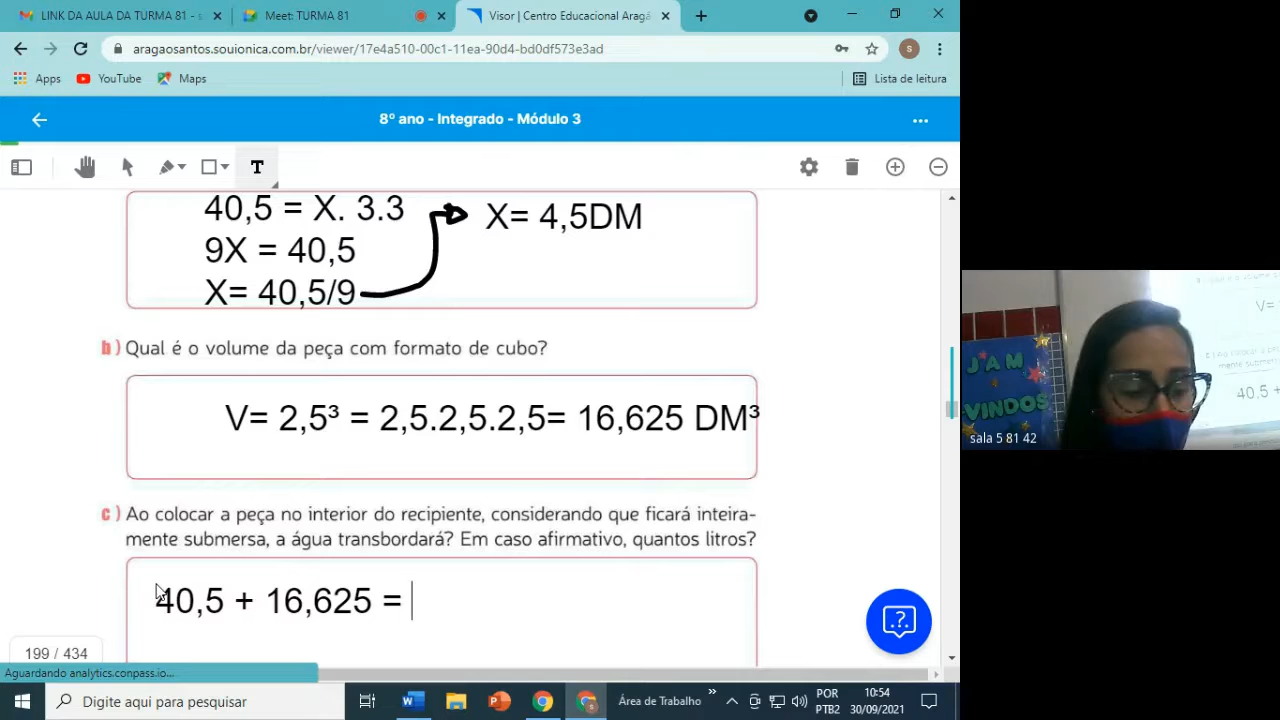 LINK DA AULA DA TURMA 81 - s
Meet: TURMA 81
Visor | Centro Educacional Aragã
aragaosantos.souionica.com.br/viewer/17e4a510-00c1-11ea-90d4-bd0df573e3ad
s
Apps
YouTube
Maps
Lista de leitura
8º ano - Integrado - Módulo 3
T
40,5 = X. 3.3
9X = 40,5
X= 40,5/9
X= 4,5DM
b) Qual é o volume da peça com formato de cubo?
V= 2,5³ = 2,5.2,5.2,5= 16,625 DM³
c) Ao colocar a peça no interior do recipiente, considerando que ficará inteira-
mente submersa, a água transbordará? Em caso afirmativo, quantos litros?
40,5 + 16,625 =
199 / 434
Aguardando analytics.conpass.io...
Digite aqui para pesquisar
Área de Trabalho
POR
PTB2
10:54
30/09/2021
JÁM
VINDOS
V=
40.5 +
sala 5 81 42